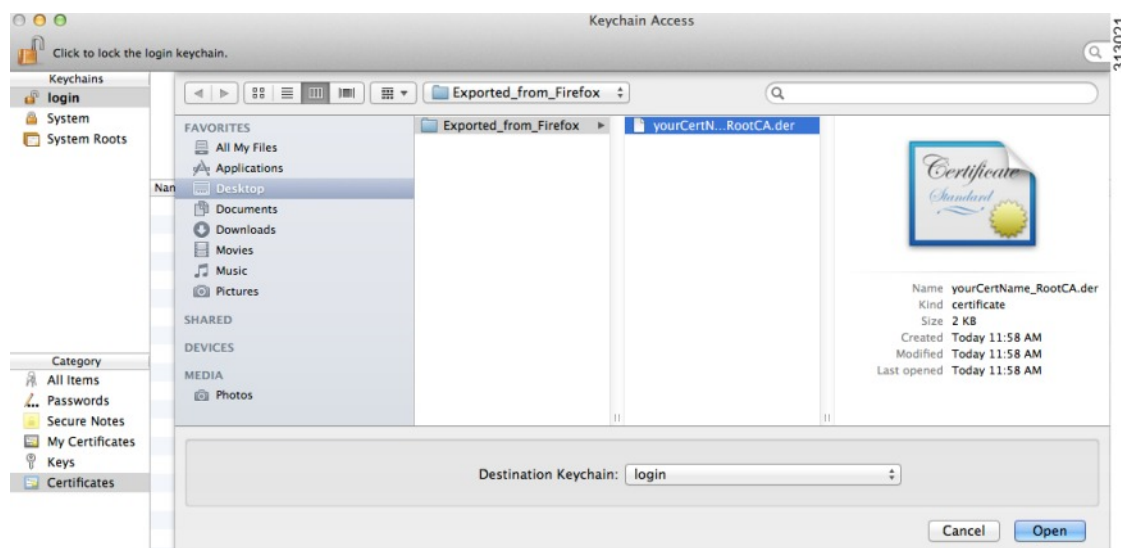 Keychain Access
Click to lock the login keychain.
313021
Keychains
login
System
System Roots
Exported_from_Firefox
FAVORITES
All My Files
Applications
Desktop
Documents
Downloads
Movies
Music
Pictures
SHARED
DEVICES
MEDIA
Photos
Nan
Exported_from_Firefox
yourCertN...RootCA.der
Certificate
Standard
Name yourCertName_RootCA.der
Kind certificate
Size 2 KB
Created Today 11:58 AM
Modified Today 11:58 AM
Last opened Today 11:58 AM
Category
All Items
Passwords
Secure Notes
My Certificates
Keys
Certificates
Destination Keychain: login
Cancel
Open